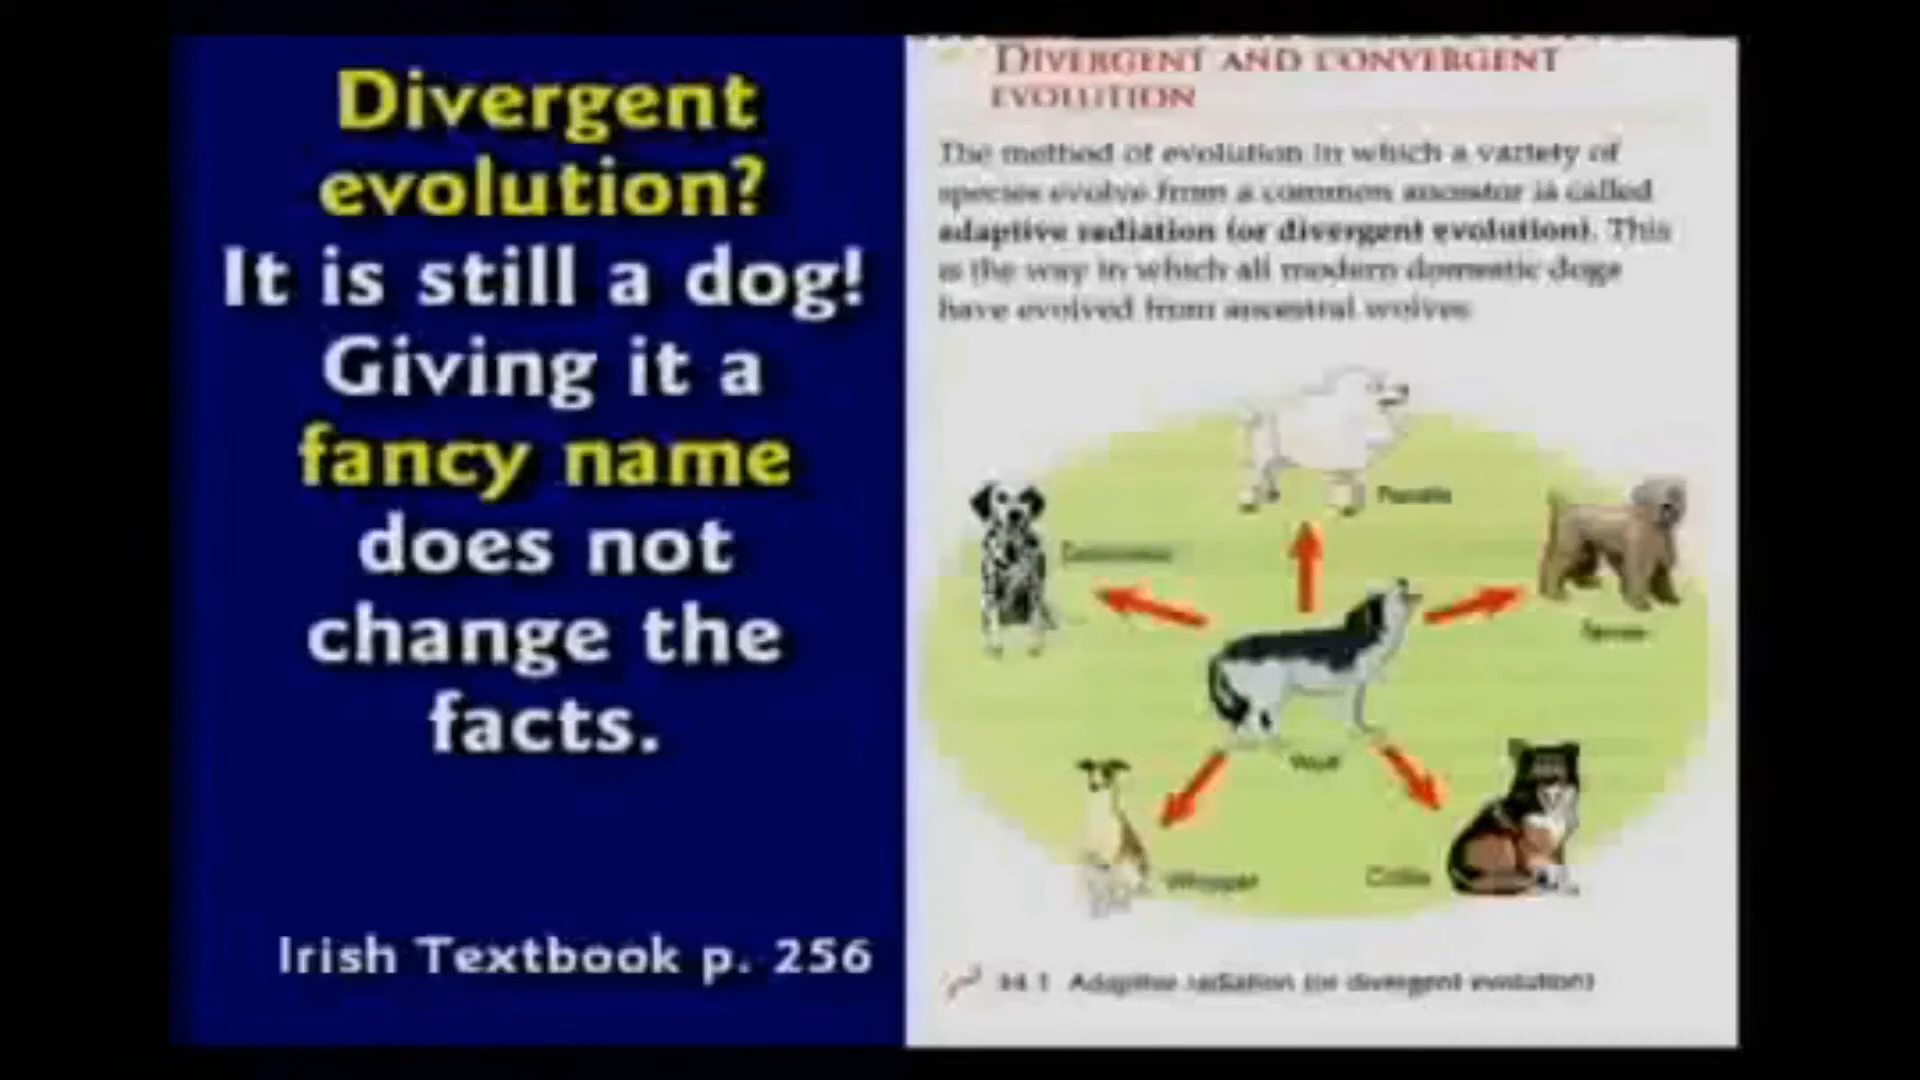 Divergent
evolution?
It is still a dog!
Giving it a
fancy name
does not
change the
facts.
Irish Textbook p. 256
DIVERGENT AND CONVERGENT
EVOLUTION
The method of evolution in which a variety of
species evolve from a common ancestor is called
adaptive radiation (or divergent evolution). This
is the way in which all modern domestic dogs
have evolved from ancestral wolves
Poodle
Terrier
Wolf
Whippet
Collie
Adaptive radiation (or divergent evolution)